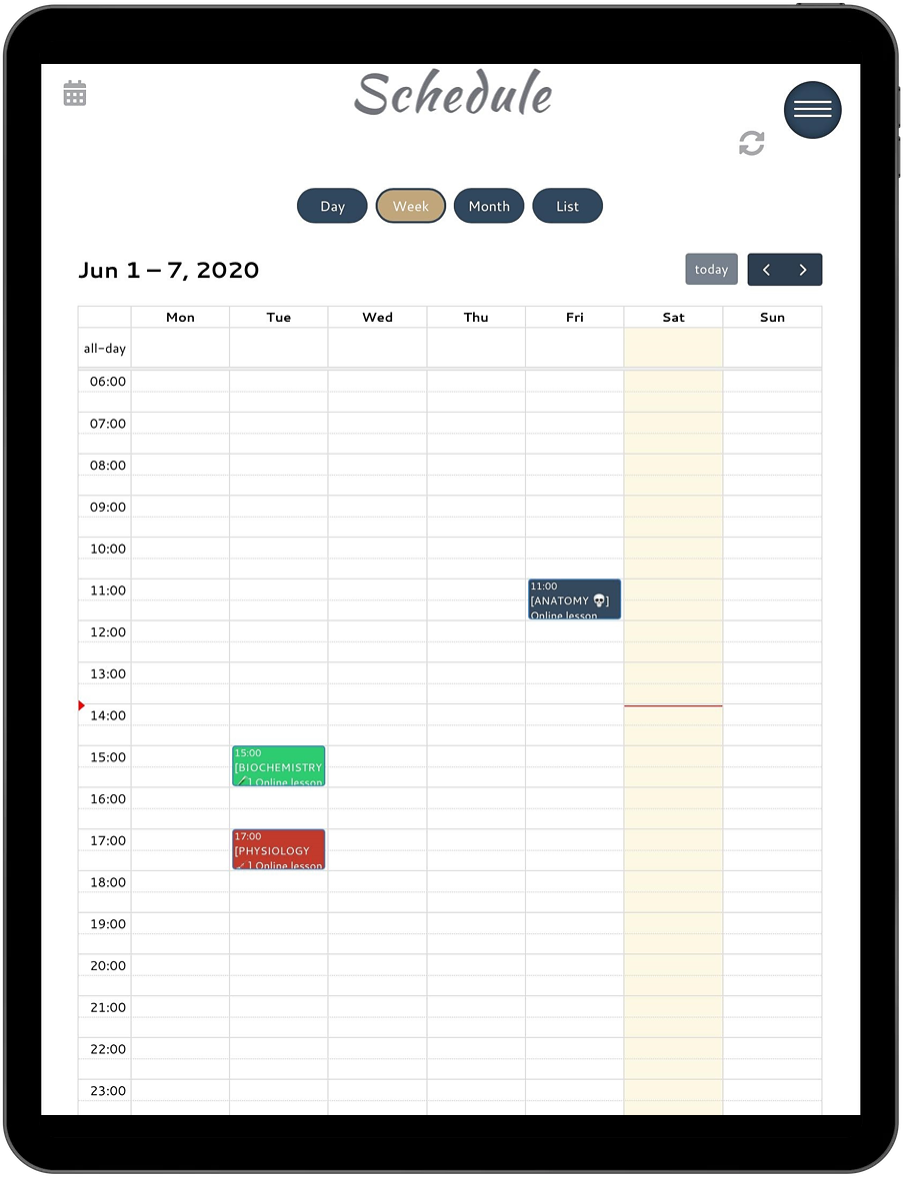 Schedule
Day
Week
Month
List
Jun 1 – 7, 2020
today
Mon
Tue
Wed
Thu
Fri
Sat
Sun
all-day
06:00
07:00
08:00
09:00
10:00
11:00
11:00
[ANATOMY 💀]
Online lesson
12:00
13:00
14:00
15:00
15:00
[BIOCHEMISTRY
] Online lesson
16:00
17:00
17:00
[PHYSIOLOGY
] Online lesson
18:00
19:00
20:00
21:00
22:00
23:00